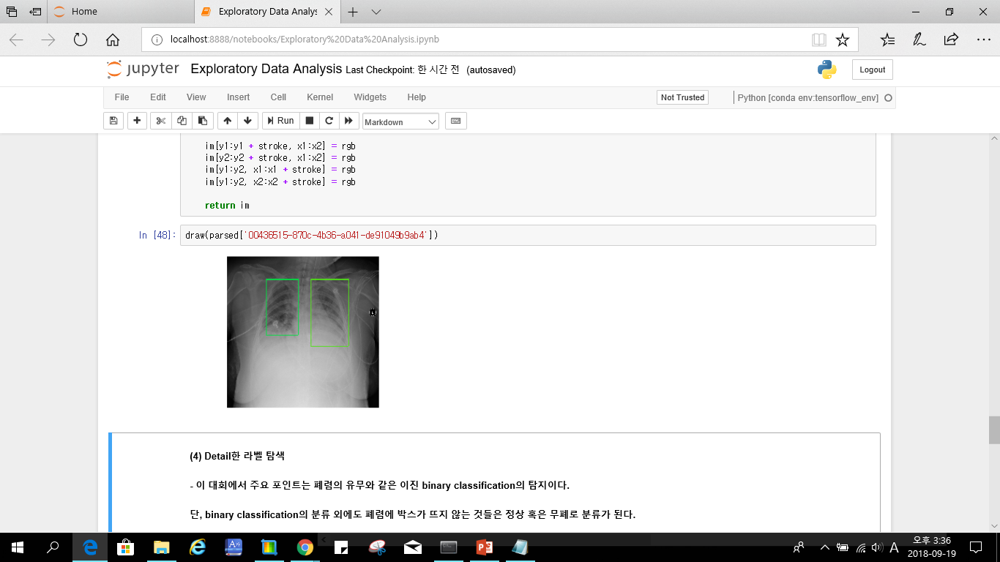 Home
Exploratory Data Analys
localhost:8888/notebooks/Exploratory%20Data%20Analysis.ipynb
jupyter Exploratory Data Analysis Last Checkpoint: 한 시간 전 (autosaved)
Logout
File Edit View Insert Cell Kernel Widgets Help
Not Trusted
Python [conda env:tensorflow_env]
Run
Markdown
im[y1:y1 + stroke, x1:x2] = rgb
im[y2:y2 + stroke, x1:x2] = rgb
im[y1:y2, x1:x1 + stroke] = rgb
im[y1:y2, x2:x2 + stroke] = rgb
return im
In [48]: draw(parsed['00436515-870c-4b36-a041-de91049b9ab4'])
L
(4) Detail한 라벨 탐색
- 이 대회에서 주요 포인트는 폐렴의 유무와 같은 이진 binary classification의 탐지이다.
단, binary classification의 분류 외에도 폐렴에 박스가 뜨지 않는 것들은 정상 혹은 무폐로 분류가 된다.
A
오후 3:36
2018-09-19